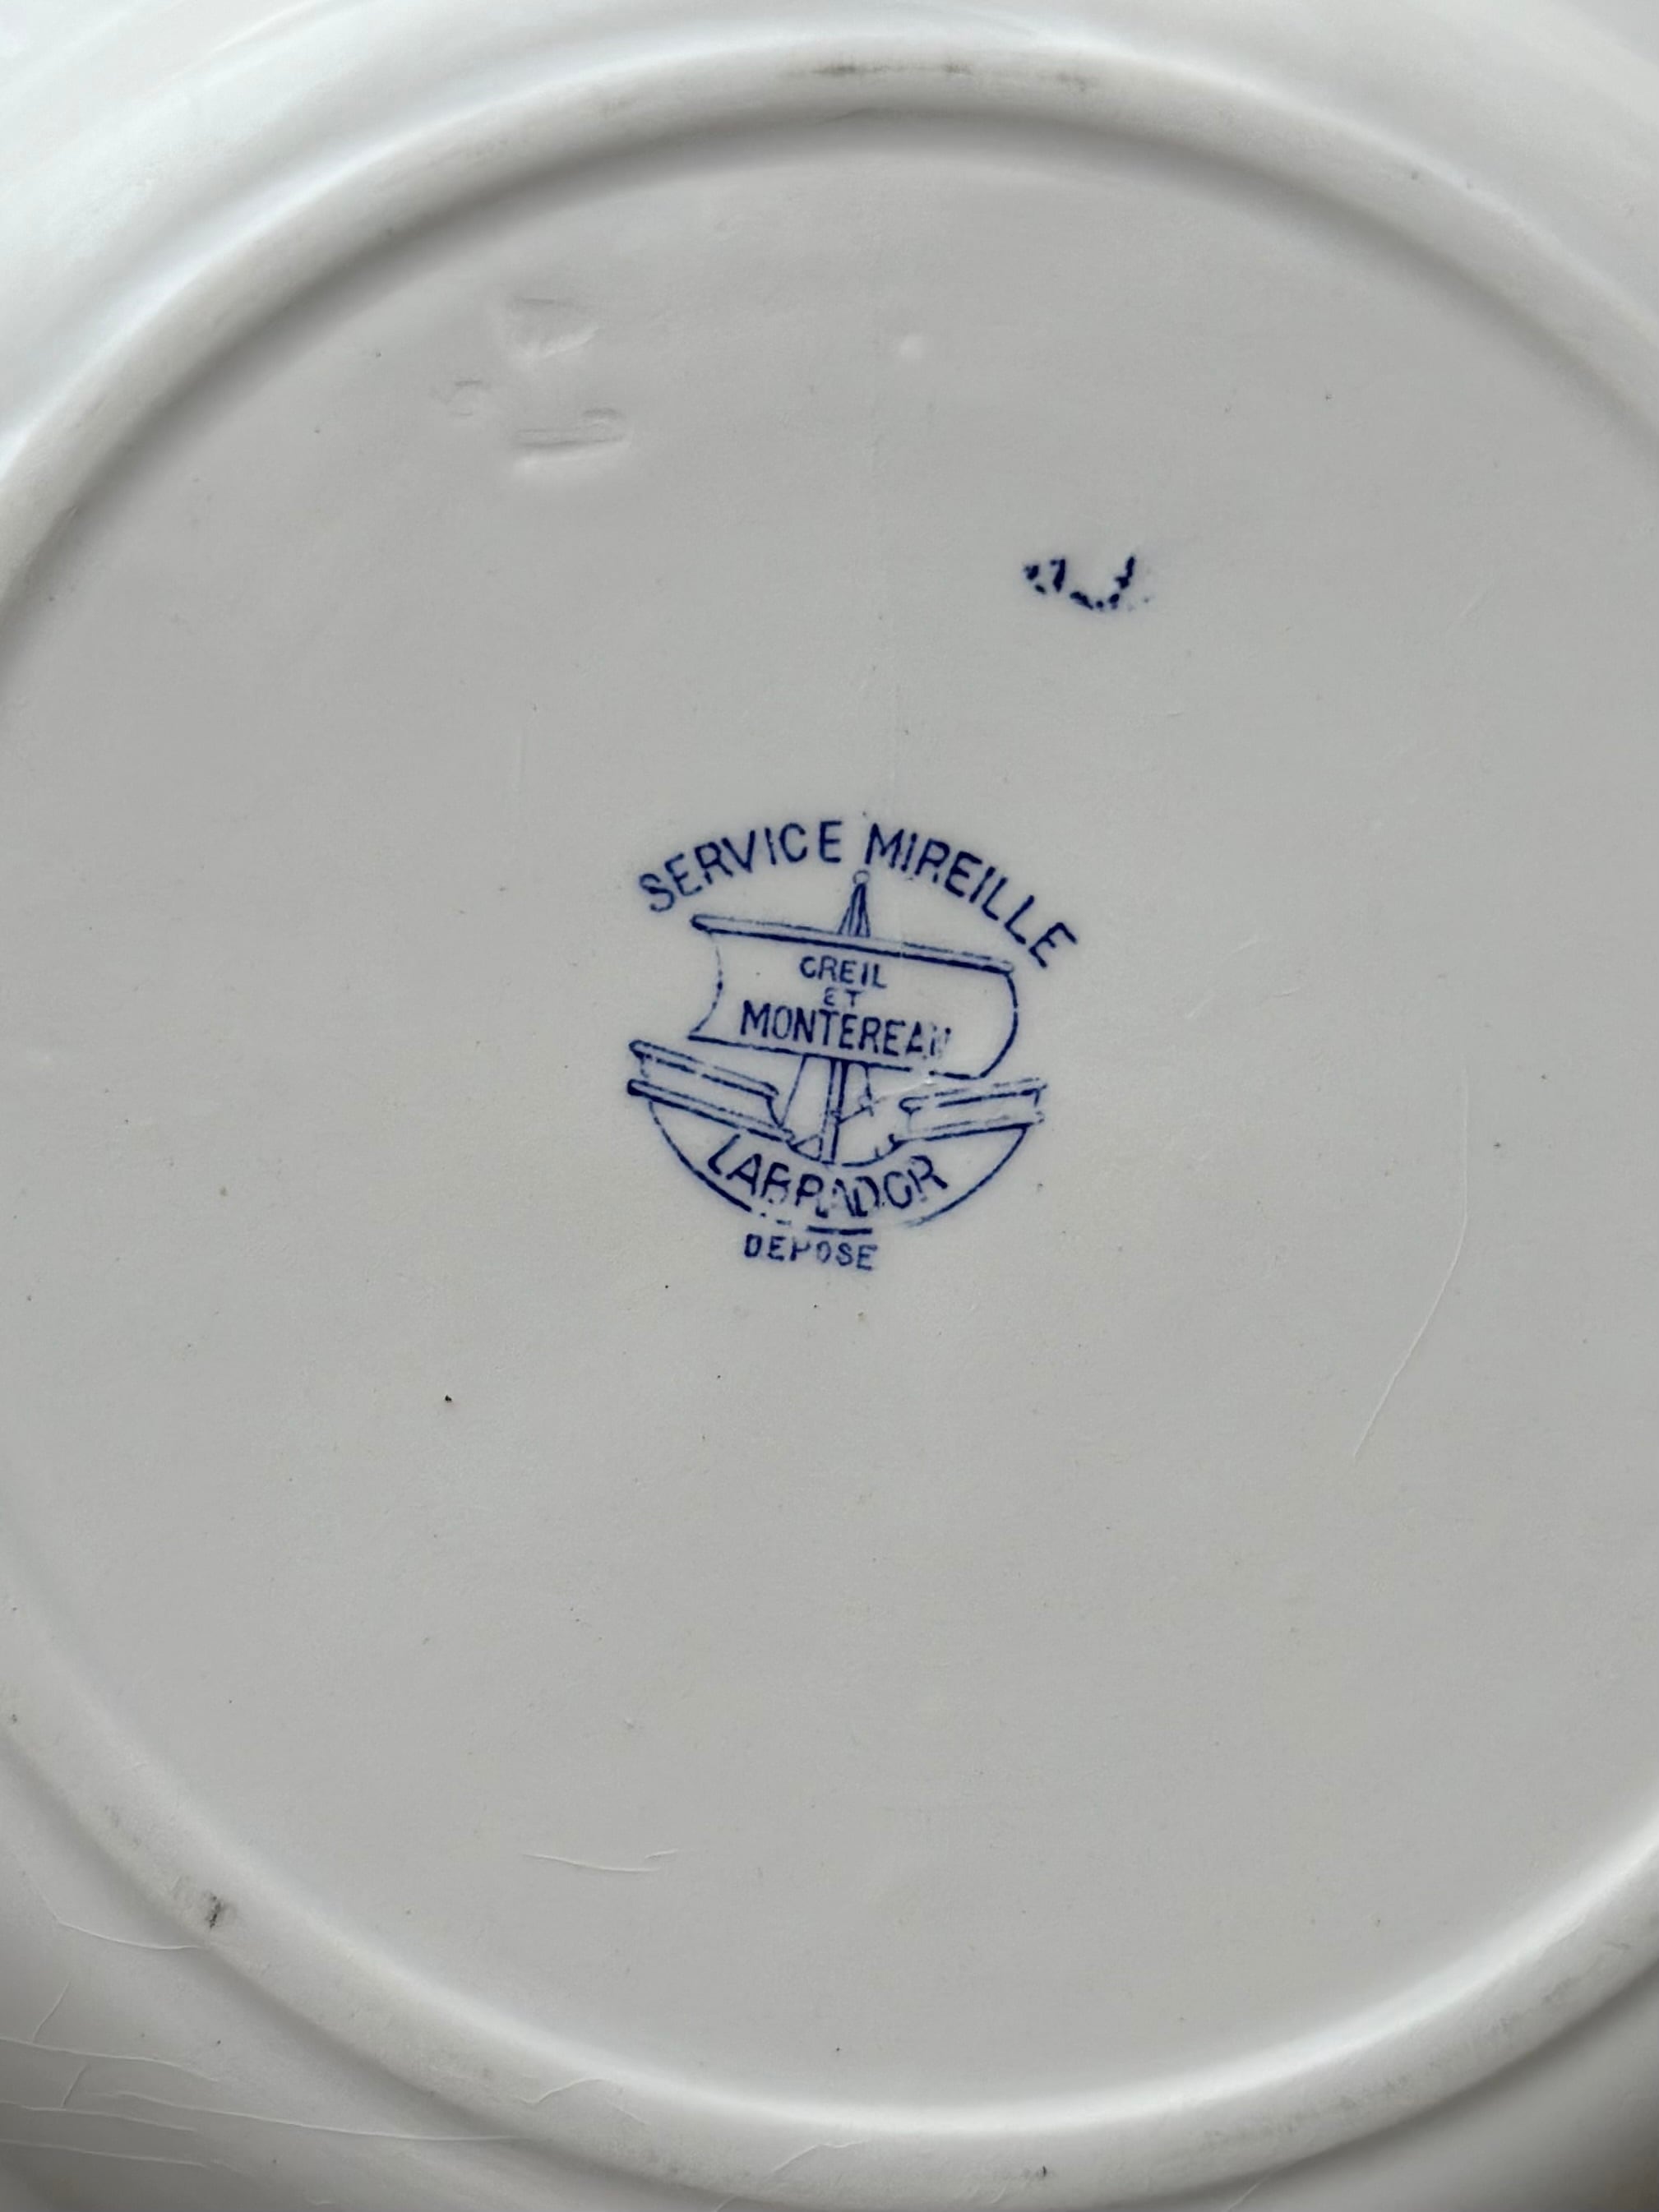 SERVICE MIREILLE
CREIL
ET
MONTEREAU
LABRADOR
DEPOSE